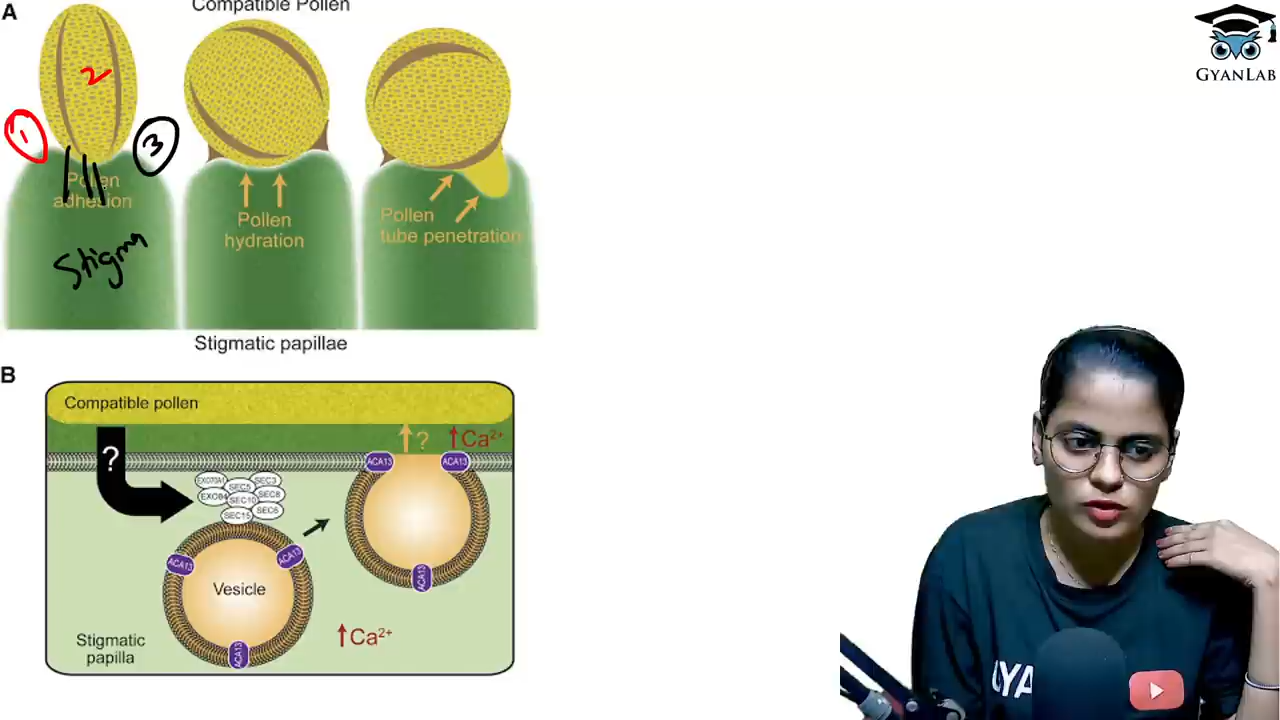 A
Compatible Pollen
GYANLAB
2
1
3
Pollen
adhesion
Stigma
Pollen
hydration
Pollen
tube penetration
Stigmatic papillae
B
Compatible pollen
?
? Ca²⁺
ACA13 ACA13
EXO70A1 SEC3
SEC5
EXO84 SEC8
SEC10
SEC15 SEC6
ACA13 ACA13
Vesicle
ACA13
Stigmatic
papilla
Ca²⁺
ACA13